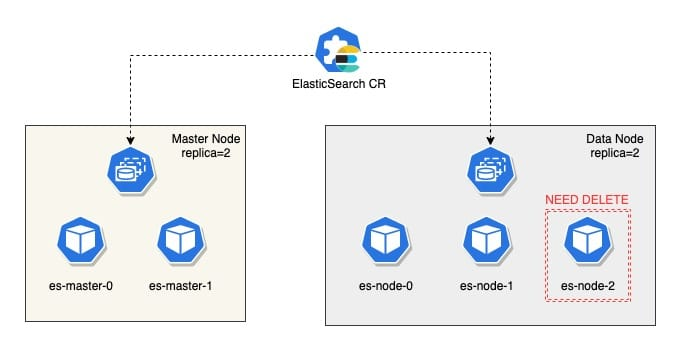 ElasticSearch CR
Master Node
replica=2
es-master-0
es-master-1
Data Node
replica=2
NEED DELETE
es-node-0
es-node-1
es-node-2